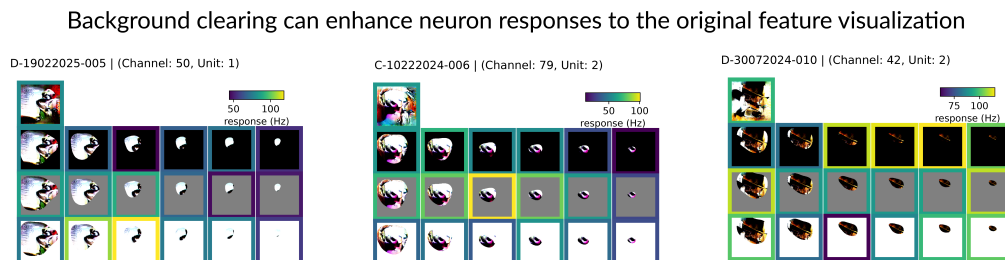 Background clearing can enhance neuron responses to the original feature visualization
D-19022025-005 | (Channel: 50, Unit: 1)
50 100
response (Hz)
C-10222024-006 | (Channel: 79, Unit: 2)
50 100
response (Hz)
D-30072024-010 | (Channel: 42, Unit: 2)
75 100
response (Hz)